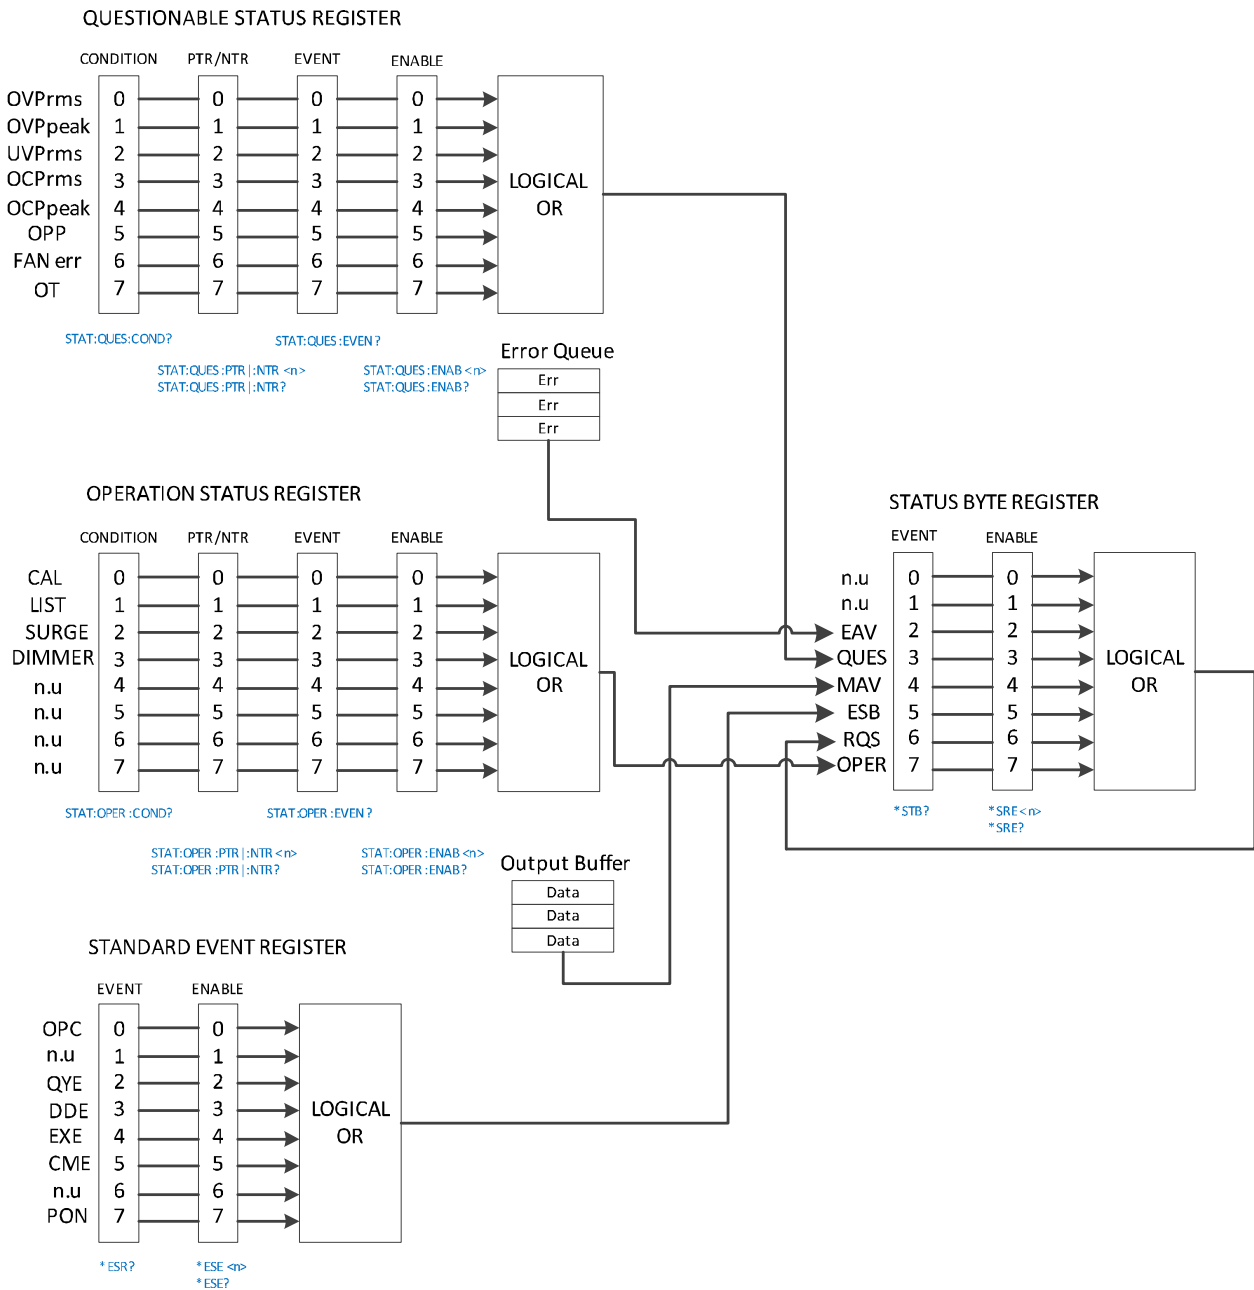 QUESTIONABLE STATUS REGISTER
CONDITION PTR/NTR EVENT ENABLE
OVPrms 0 0 0 0
OVPpeak 1 1 1 1
UVPrms 2 2 2 2
OCPrms 3 3 3 3
OCPpeak 4 4 4 4
OPP 5 5 5 5
FAN err 6 6 6 6
OT 7 7 7 7
LOGICAL
OR
STAT:QUES:COND?
STAT:QUES:PTR|:NTR <n>
STAT:QUES:PTR|:NTR?
STAT:QUES:EVEN?
STAT:QUES:ENAB <n>
STAT:QUES:ENAB?
Error Queue
Err
Err
Err
OPERATION STATUS REGISTER
CONDITION PTR/NTR EVENT ENABLE
CAL 0 0 0 0
LIST 1 1 1 1
SURGE 2 2 2 2
DIMMER 3 3 3 3
n.u 4 4 4 4
n.u 5 5 5 5
n.u 6 6 6 6
n.u 7 7 7 7
LOGICAL
OR
STAT:OPER:COND?
STAT:OPER:PTR|:NTR <n>
STAT:OPER:PTR|:NTR?
STAT:OPER:EVEN?
STAT:OPER:ENAB <n>
STAT:OPER:ENAB?
STATUS BYTE REGISTER
EVENT ENABLE
n.u 0 0
n.u 1 1
EAV 2 2
QUES 3 3
MAV 4 4
ESB 5 5
RQS 6 6
OPER 7 7
LOGICAL
OR
*STB?
*SRE <n>
*SRE?
Output Buffer
Data
Data
Data
STANDARD EVENT REGISTER
EVENT ENABLE
OPC 0 0
n.u 1 1
QYE 2 2
DDE 3 3
EXE 4 4
CME 5 5
n.u 6 6
PON 7 7
LOGICAL
OR
*ESR?
*ESE <n>
*ESE?